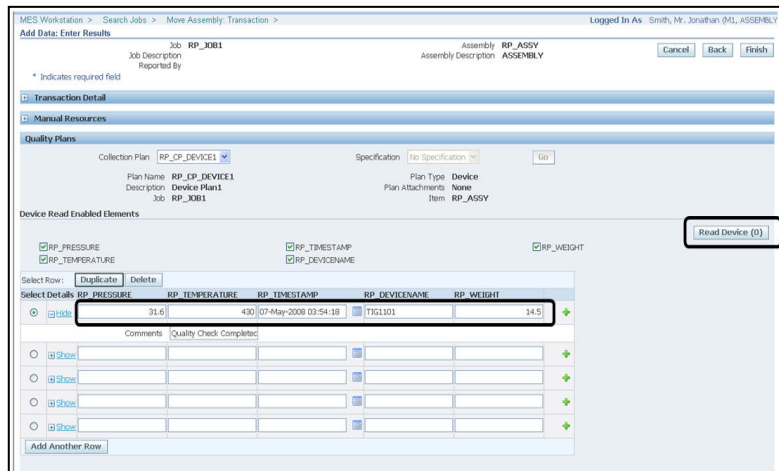 MES Workstation > Search Jobs > Move Assembly: Transaction >
Logged In As Smith, Mr. Jonathan (M1, ASSEMBLY
Add Data: Enter Results
Job RP_JOB1 Assembly RP_ASSY
Job Description Assembly Description ASSEMBLY
Reported By
Cancel Back Finish
* Indicates required field
Transaction Detail
Manual Resources
Quality Plans
Collection Plan RP_CP_DEVICE1 Specification No Specification Go
Plan Name RP_CP_DEVICE1 Plan Type Device
Description Device Plan1 Plan Attachments None
Job RP_JOB1 Item RP_ASSY
Device Read Enabled Elements
Read Device (0)
RP_PRESSURE RP_TIMESTAMP RP_WEIGHT
RP_TEMPERATURE RP_DEVICENAME
Select Row: Duplicate Delete
Select Details RP_PRESSURE RP_TEMPERATURE RP_TIMESTAMP RP_DEVICENAME RP_WEIGHT
Hide 31.6 430 07-May-2008 03:54:18 TIG1101 14.5
Comments Quality Check Completed
Show
Show
Show
Show
Add Another Row